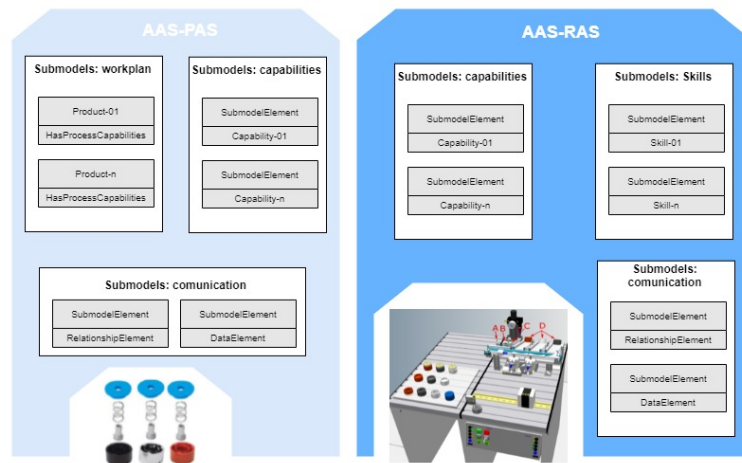 AAS-PAS
Submodels: workplan
Product-01
HasProcessCapabilities
Product-n
HasProcessCapabilities
Submodels: capabilities
SubmodelElement
Capability-01
SubmodelElement
Capability-n
Submodels: comunication
SubmodelElement
RelationshipElement
SubmodelElement
DataElement
AAS-RAS
Submodels: capabilities
SubmodelElement
Capability-01
SubmodelElement
Capability-n
Submodels: Skills
SubmodelElement
Skill-01
SubmodelElement
Skill-n
Submodels:
comunication
SubmodelElement
RelationshipElement
SubmodelElement
DataElement
A B C D